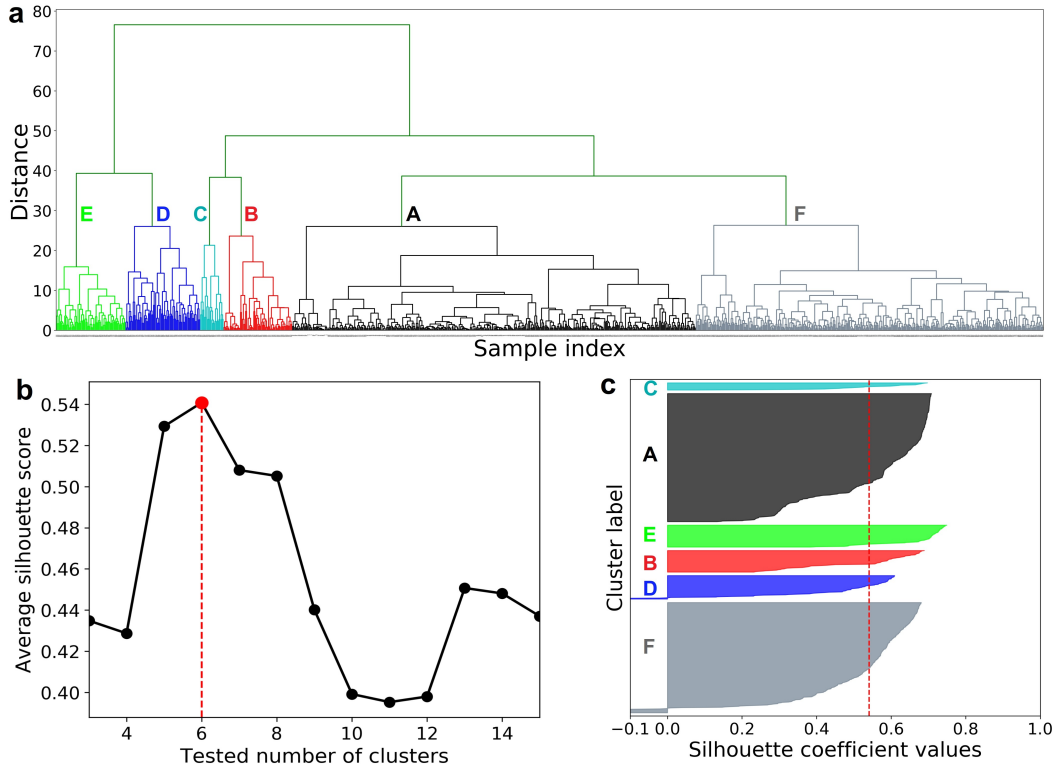 a
80
70
60
50
40
30
20
10
0
Distance
E
D
C
B
A
F
Sample index
b
0.54
0.52
0.50
0.48
0.46
0.44
0.42
0.40
Average silhouette score
4 6 8 10 12 14
Tested number of clusters
c
C
A
E
B
D
F
Cluster label
−0.1 0.0 0.2 0.4 0.6 0.8 1.0
Silhouette coefficient values